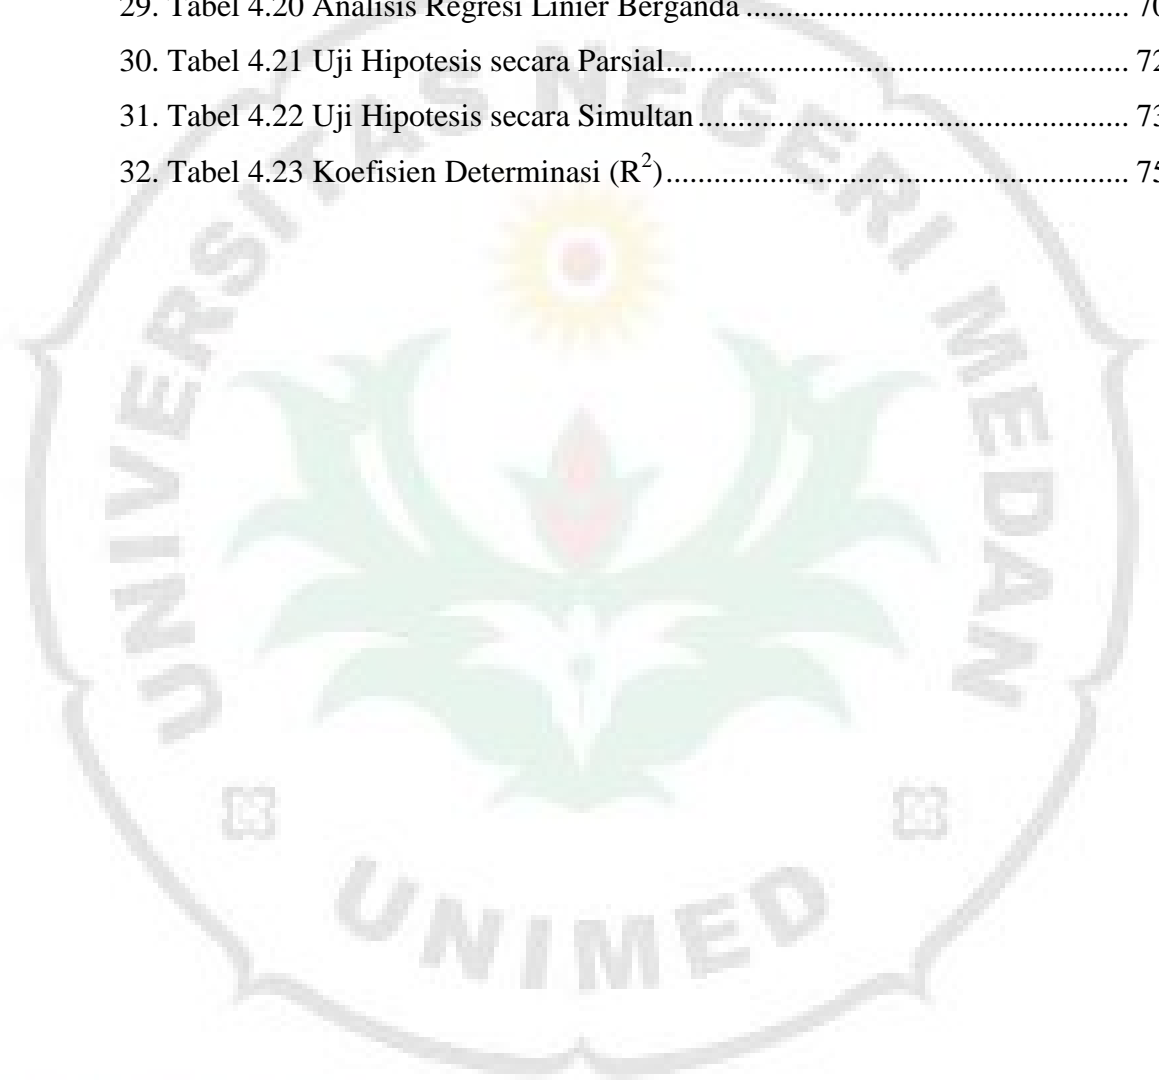 29. Tabel 4.20 Analisis Regresi Linier Berganda ............................................... 70
30. Tabel 4.21 Uji Hipotesis secara Parsial......................................................... 72
31. Tabel 4.22 Uji Hipotesis secara Simultan ..................................................... 73
32. Tabel 4.23 Koefisien Determinasi (R²)......................................................... 75
UNIVERSITAS NEGERI MEDAN
UNIMED